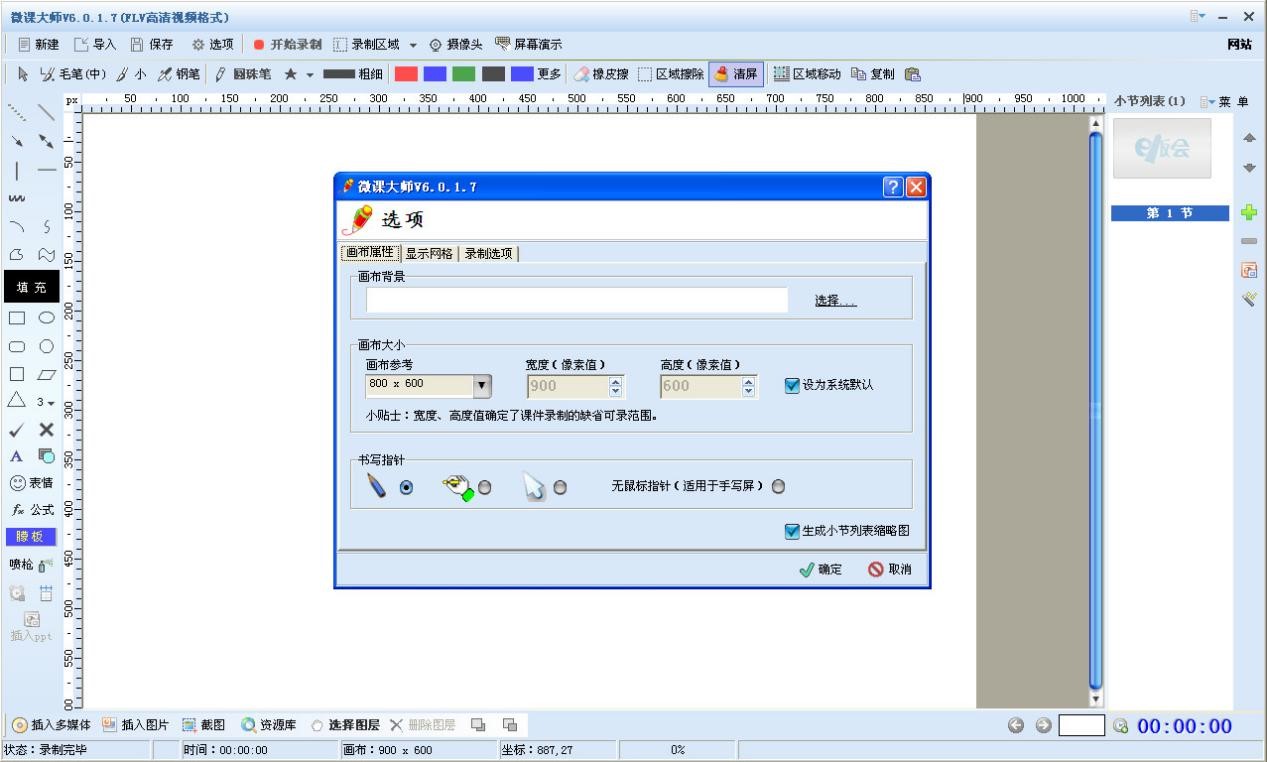 微课大师V6.0.1.7(FLV高清视频格式)
新建 导入 保存 选项 开始录制 录制区域 摄像头 屏幕演示 网站
毛笔(中) 小 钢笔 圆珠笔 粗细 更多 橡皮擦 区域擦除 清屏 区域移动 复制
px 50 100 150 200 250 300 350 400 450 500 550 600 650 700 750 800 850 900 950 1000
小节列表(1) 菜 单
第 1 节
50
100
150
200
250
300
350
400
450
500
550
00
填 充
3
A
表情
fx 公式
腰板
喷枪
插入ppt
微课大师V6.0.1.7
选项
画布属性 显示网格 录制选项
画布背景
选择...
画布大小
画布参考 宽度(像素值) 高度(像素值)
800 x 600 900 600 设为系统默认
小贴士：宽度、高度值确定了课件录制的缺省可录范围。
书写指针
无鼠标指针(适用于手写屏)
生成小节列表缩略图
确定 取消
插入多媒体 插入图片 截图 资源库 选择图层 删除图层 00:00:00
状态：录制完毕 时间：00:00:00 画布：900 x 600 坐标：887,27 0%